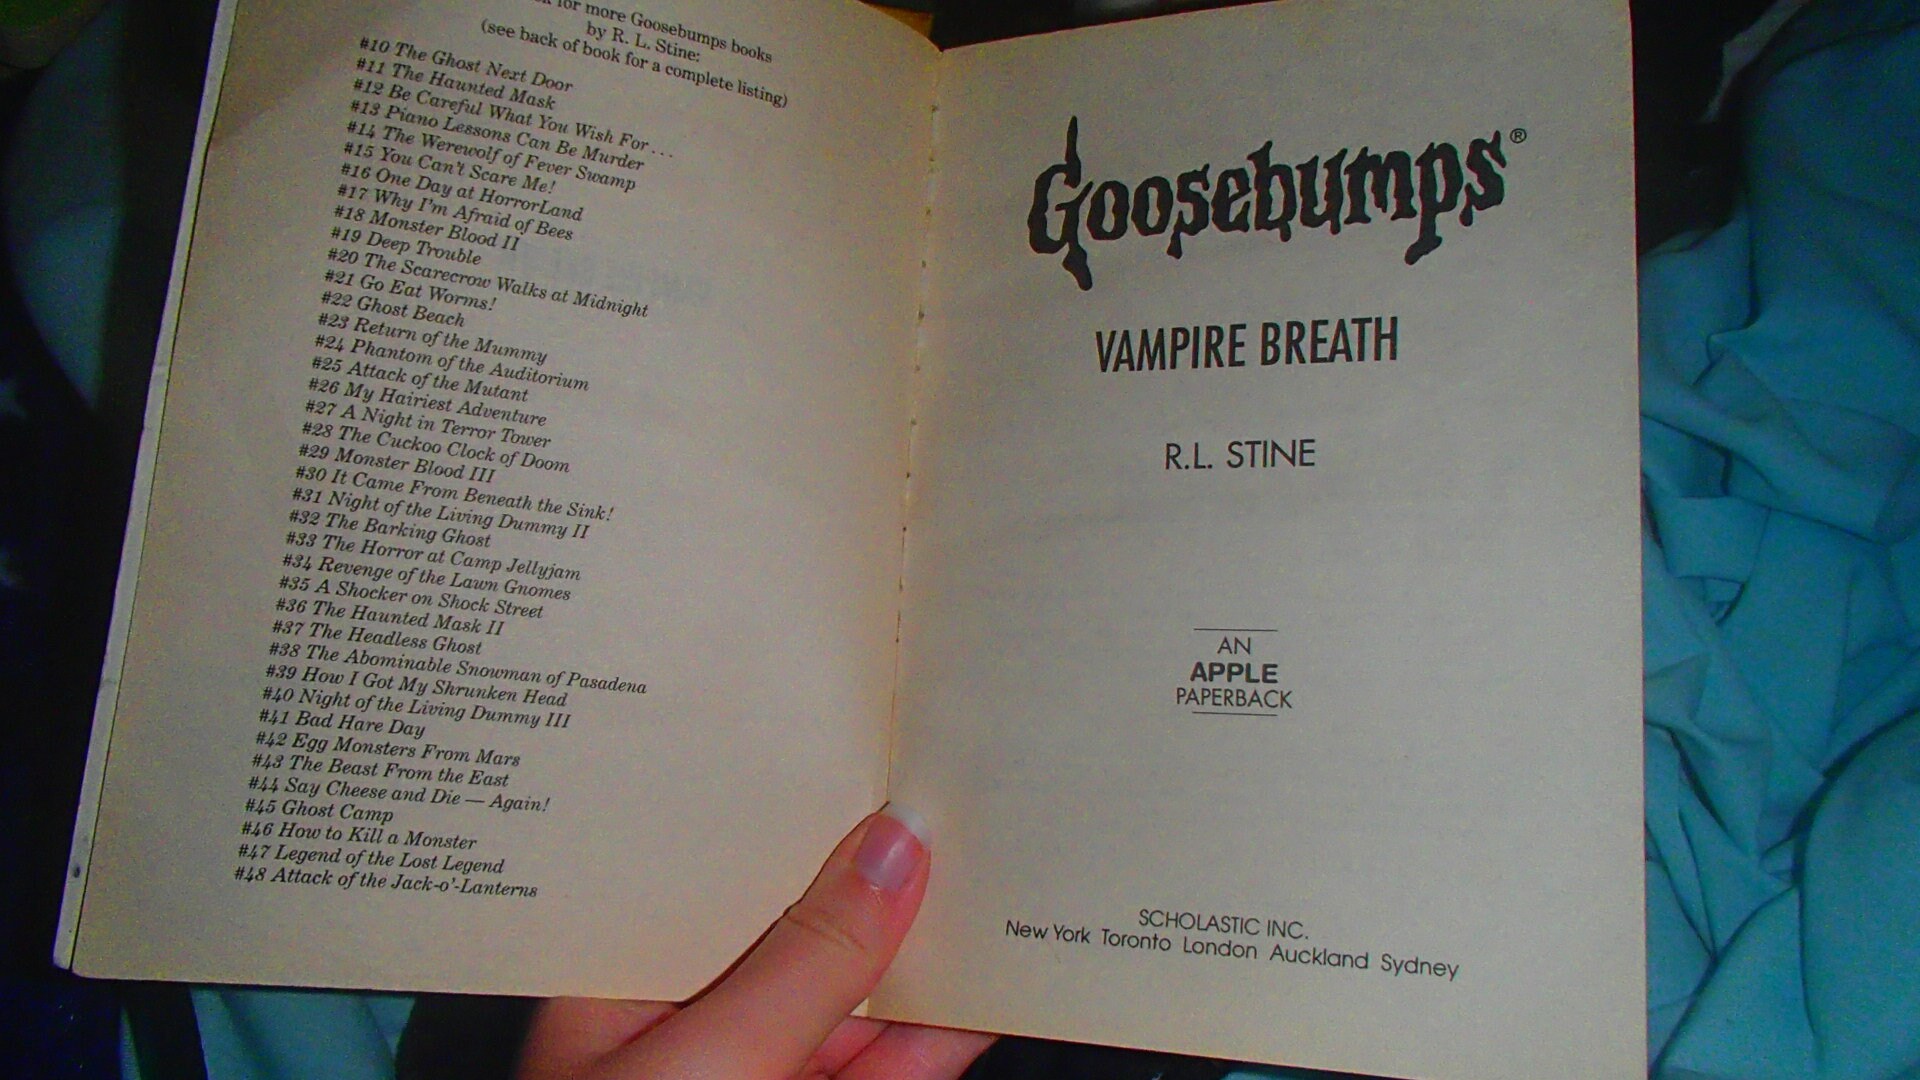 for more Goosebumps books
by R. L. Stine:
(see back of book for a complete listing)
#10 The Ghost Next Door
#11 The Haunted Mask
#12 Be Careful What You Wish For . . .
#13 Piano Lessons Can Be Murder
#14 The Werewolf of Fever Swamp
#15 You Can't Scare Me!
#16 One Day at HorrorLand
#17 Why I'm Afraid of Bees
#18 Monster Blood II
#19 Deep Trouble
#20 The Scarecrow Walks at Midnight
#21 Go Eat Worms!
#22 Ghost Beach
#23 Return of the Mummy
#24 Phantom of the Auditorium
#25 Attack of the Mutant
#26 My Hairiest Adventure
#27 A Night in Terror Tower
#28 The Cuckoo Clock of Doom
#29 Monster Blood III
#30 It Came From Beneath the Sink!
#31 Night of the Living Dummy II
#32 The Barking Ghost
#33 The Horror at Camp Jellyjam
#34 Revenge of the Lawn Gnomes
#35 A Shocker on Shock Street
#36 The Haunted Mask II
#37 The Headless Ghost
#38 The Abominable Snowman of Pasadena
#39 How I Got My Shrunken Head
#40 Night of the Living Dummy III
#41 Bad Hare Day
#42 Egg Monsters From Mars
#43 The Beast From the East
#44 Say Cheese and Die — Again!
#45 Ghost Camp
#46 How to Kill a Monster
#47 Legend of the Lost Legend
#48 Attack of the Jack-o'-Lanterns
Goosebumps®
VAMPIRE BREATH
R.L. STINE
AN
APPLE
PAPERBACK
SCHOLASTIC INC.
New York Toronto London Auckland Sydney